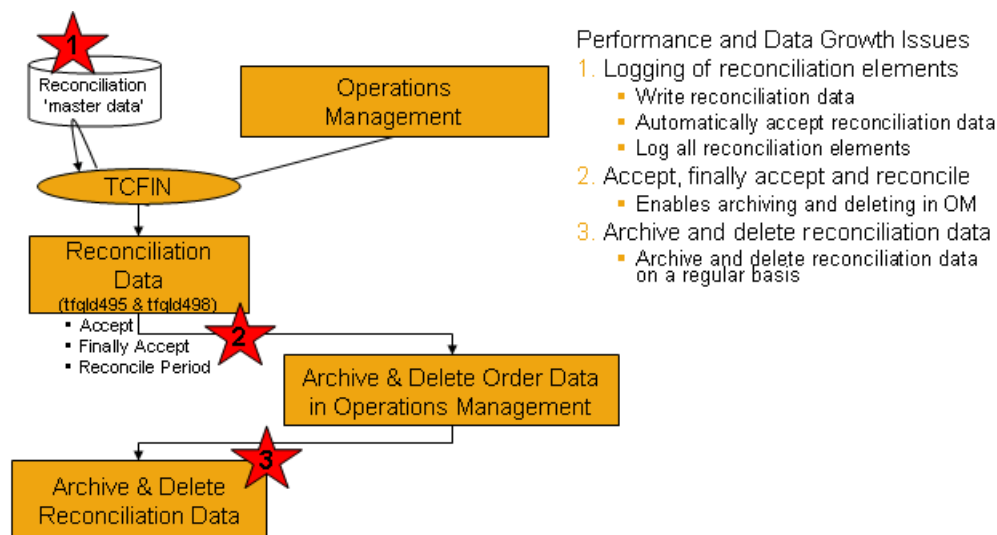 1
Reconciliation
'master data'
Operations
Management
TCFIN
Reconciliation
Data
(tfgld495 & tfgld498)
▪ Accept
▪ Finally Accept
▪ Reconcile Period
2
Archive & Delete Order Data
in Operations Management
3
Archive & Delete
Reconciliation Data
Performance and Data Growth Issues
1. Logging of reconciliation elements
▪ Write reconciliation data
▪ Automatically accept reconciliation data
▪ Log all reconciliation elements
2. Accept, finally accept and reconcile
▪ Enables archiving and deleting in OM
3. Archive and delete reconciliation data
▪ Archive and delete reconciliation data
on a regular basis